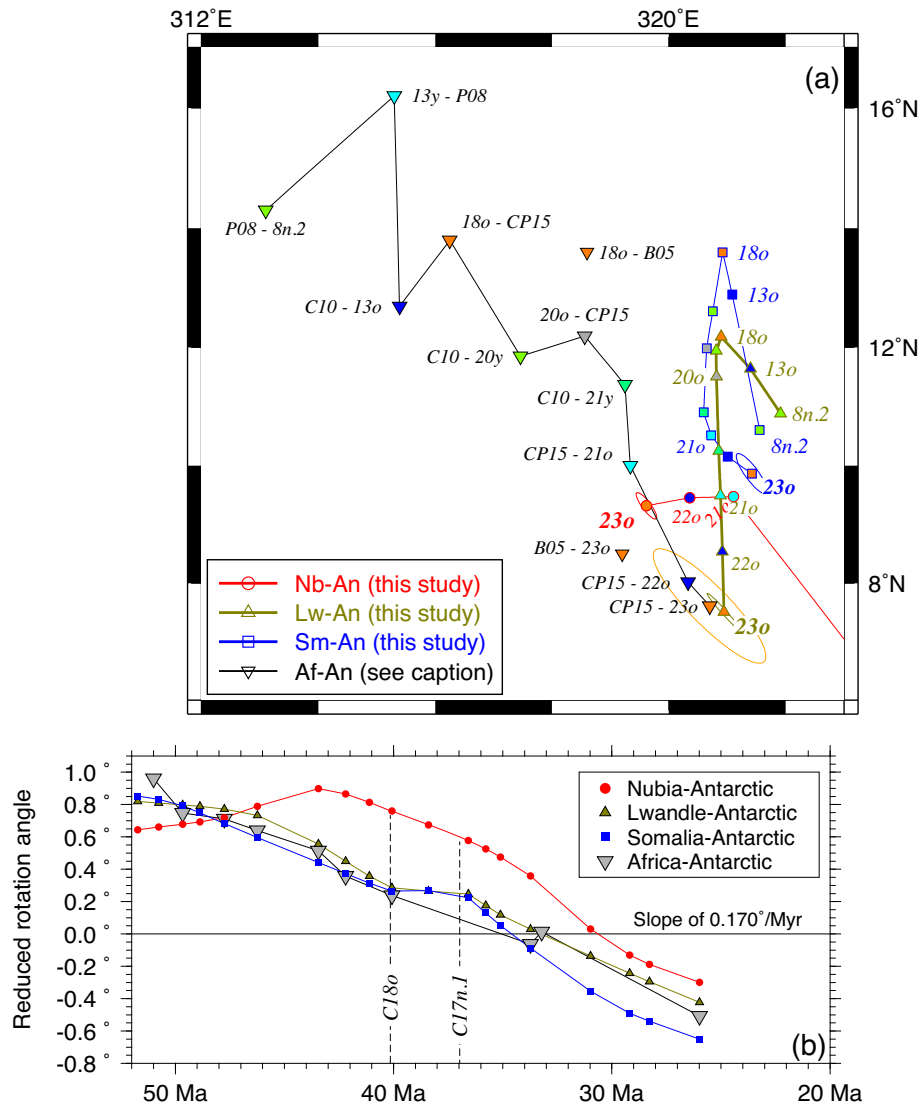 312˚E
320˚E
(a)
16˚N
12˚N
8˚N
13y - P08
P08 - 8n.2
18o - CP15
C10 - 13o
18o - B05
20o - CP15
C10 - 20y
C10 - 21y
CP15 - 21o
B05 - 23o
CP15 - 22o
CP15 - 23o
18o
13o
18o
20o
13o
8n.2
21o
8n.2
23o
23o
22o
21o
21o
22o
23o
Nb-An (this study)
Lw-An (this study)
Sm-An (this study)
Af-An (see caption)
Reduced rotation angle
1.0 ˚
0.8 ˚
0.6 ˚
0.4 ˚
0.2 ˚
0.0 ˚
-0.2 ˚
-0.4 ˚
-0.6 ˚
-0.8 ˚
Nubia-Antarctic
Lwandle-Antarctic
Somalia-Antarctic
Africa-Antarctic
Slope of 0.170˚/Myr
C18o
C17n.1
(b)
50 Ma
40 Ma
30 Ma
20 Ma